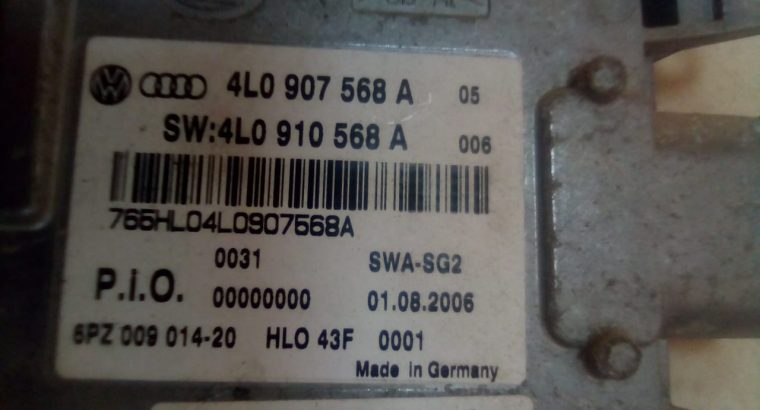 4L0 907 568 A 05
SW:4L0 910 568 A 006
765HL04L0907568A
0031 SWA-SG2
P.i.O. 00000000 01.08.2006
6PZ 009 014-20 HLO 43F 0001
Made in Germany